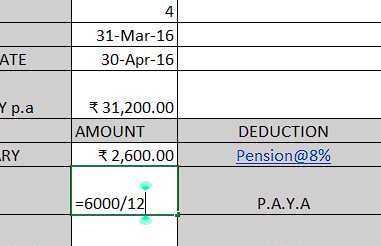 4
31-Mar-16
ATE 30-Apr-16
Y p.a ₹ 31,200.00
AMOUNT DEDUCTION
RY ₹ 2,600.00 Pension@8%
=6000/12 P.A.Y.A